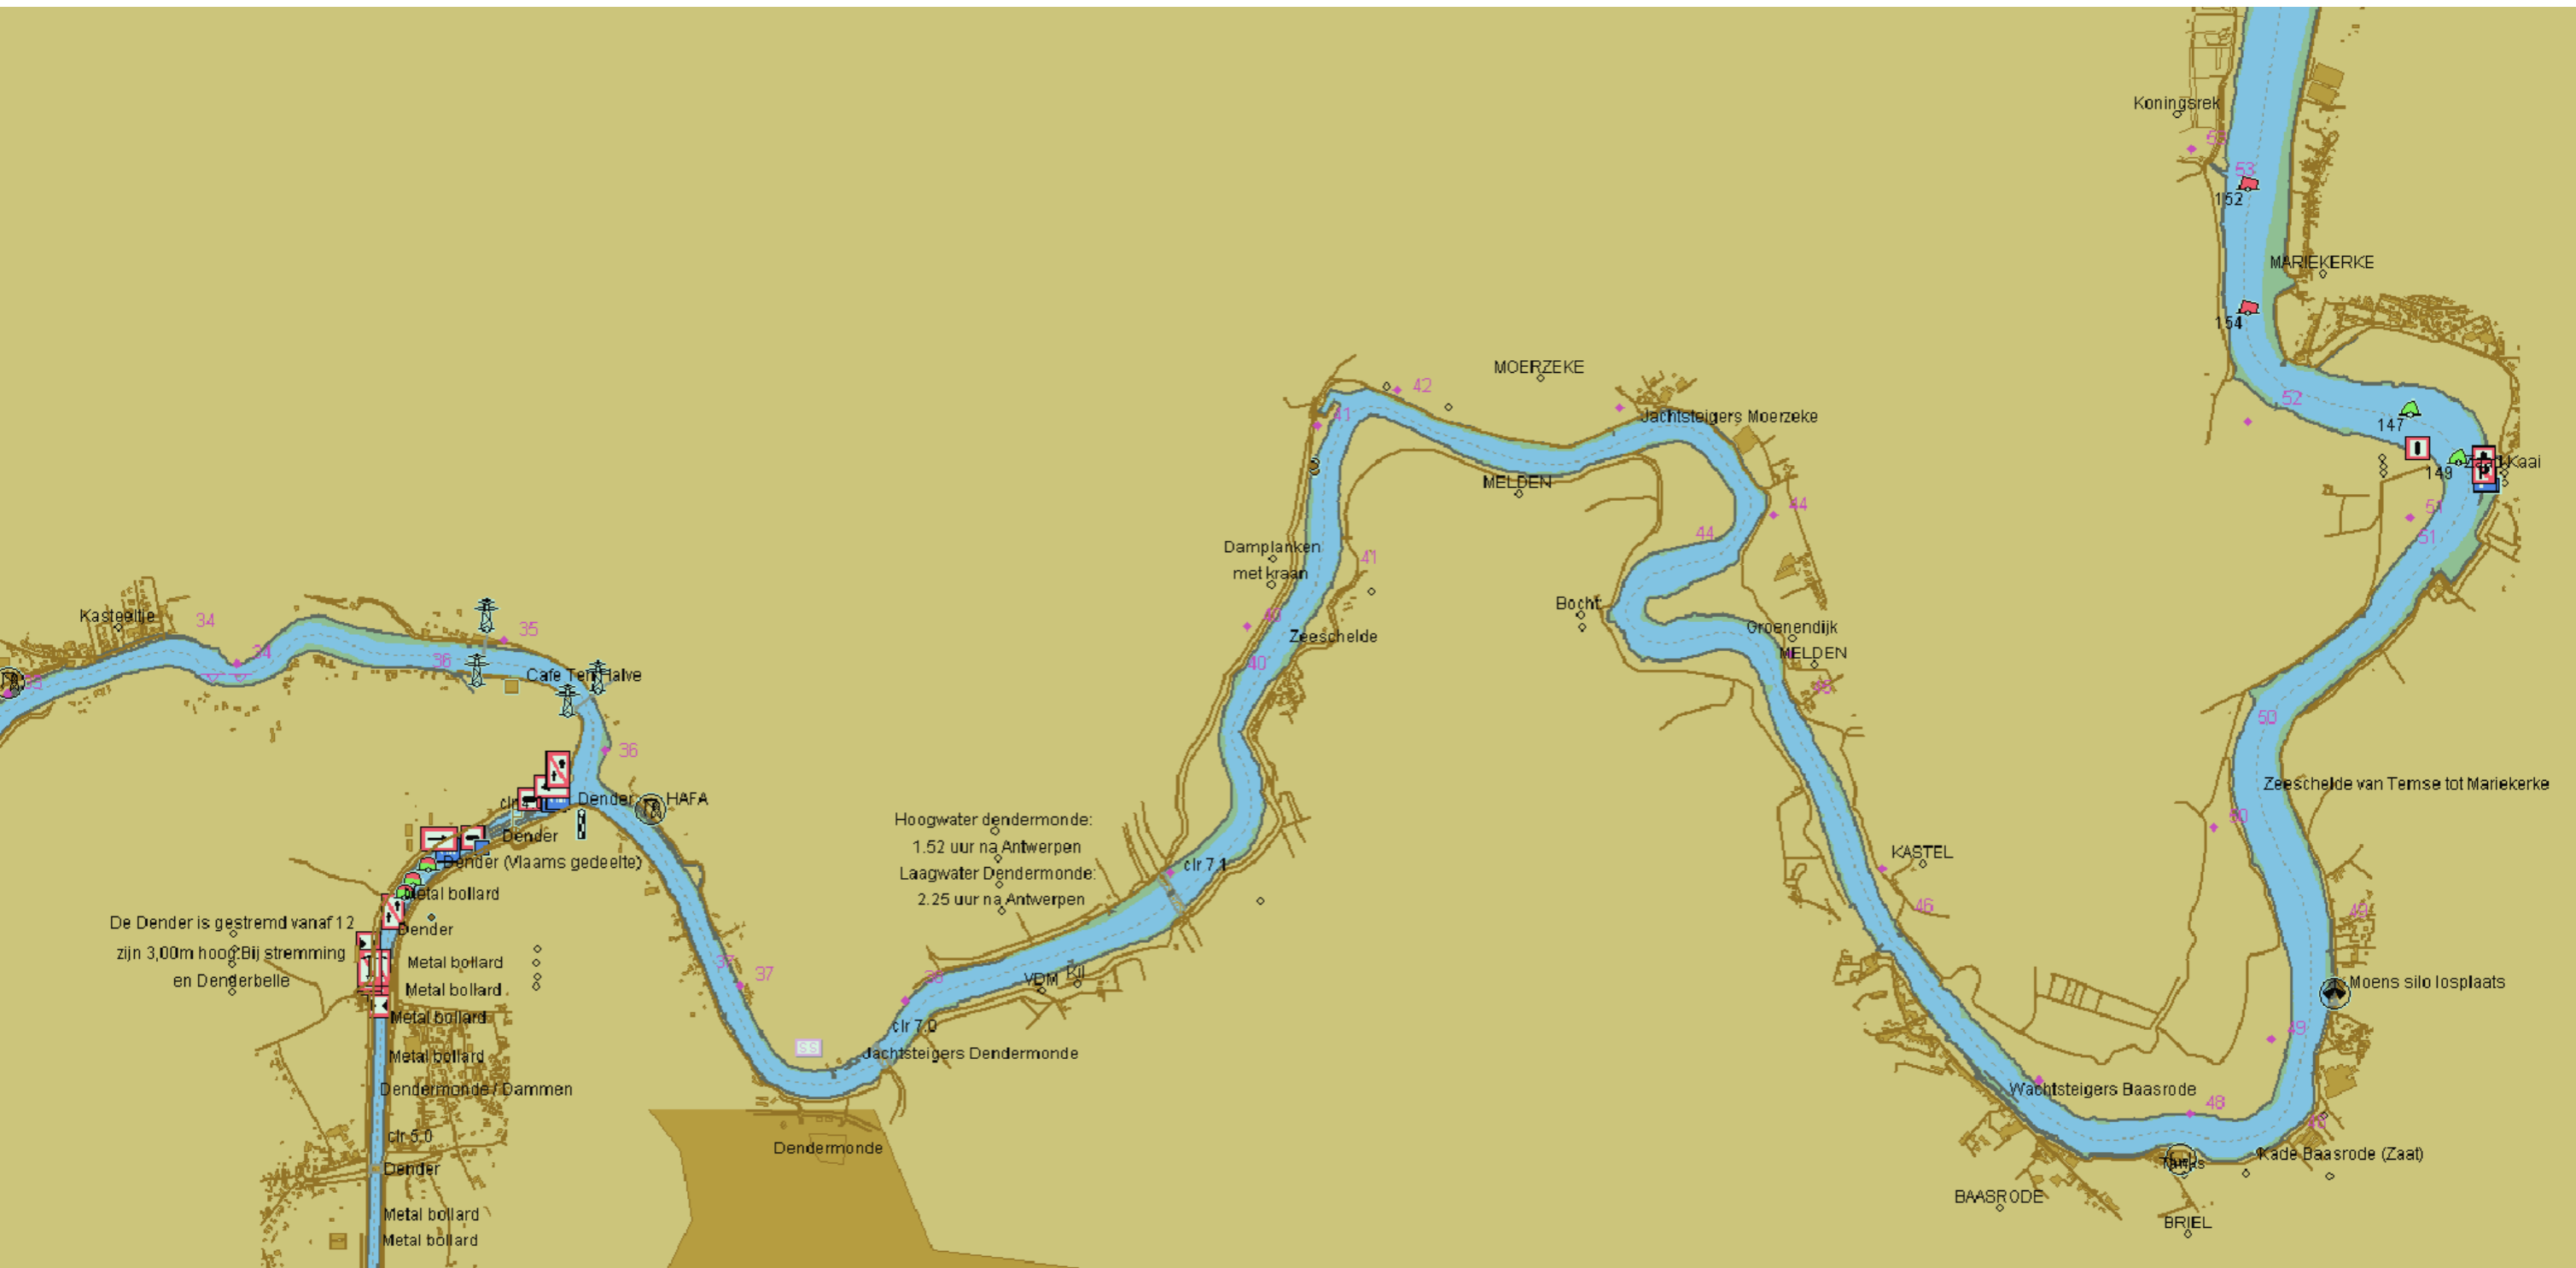 Koningsrek
53
152
MARIEKERKE
154
52
147
149
51
51
MOERZEKE
42
41
Jachtsteigers Moerzeke
MELDEN
44
44
Damplanken
met kraan
41
Bocht
Groenendijk
MELDEN
Zeeschelde
40
Kasteeltje
34
34
35
36
Cafe Ten Halve
36
Dender
HAFA
Dender
Dender (Vlaams gedeelte)
Metal bollard
De Dender is gestremd vanaf 12
Dender
zijn 3,00m hoog.Bij stremming
Metal bollard
en Denderbelle
Metal bollard
Metal bollard
Metal bollard
Dendermonde / Dammen
clr 5.0
Dender
Metal bollard
Metal bollard
37
37
SS
Dendermonde
Hoogwater dendermonde:
1.52 uur na Antwerpen
Laagwater Dendermonde:
2.25 uur na Antwerpen
clr 7.1
VDM
Kil
clr 7.0
Jachtsteigers Dendermonde
50
Zeeschelde van Temse tot Mariekerke
50
KASTEL
46
49
Moens silo losplaats
49
Wachtsteigers Baasrode
48
Kade Baasrode (Zaat)
BAASRODE
BRIEL